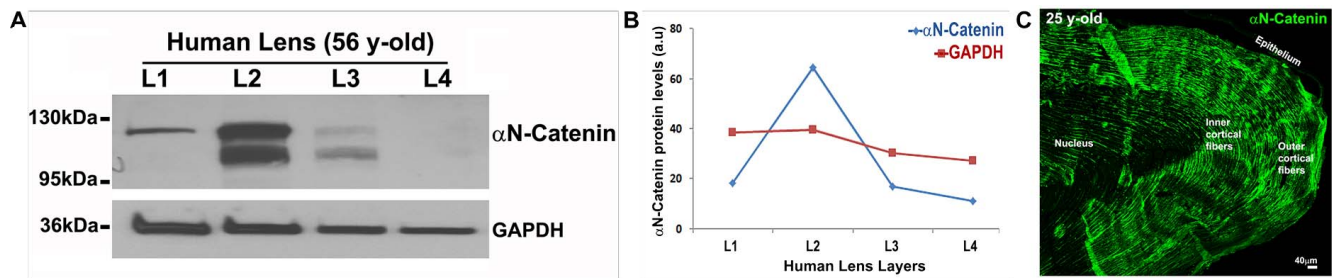 A
Human Lens (56 y-old)
L1 L2 L3 L4
130kDa
αN-Catenin
95kDa
36kDa
GAPDH
B
αN-Catenin
GAPDH
αN-Catenin protein levels (a.u)
80
60
40
20
0
L1 L2 L3 L4
Human Lens Layers
C
25 y-old
αN-Catenin
Epithelium
Inner
cortical
fibers
Outer
cortical
fibers
Nucleus
40μm